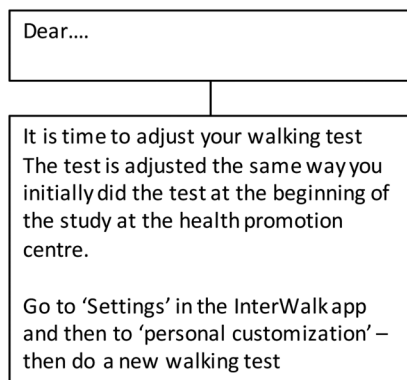 Dear....
It is time to adjust your walking test
The test is adjusted the same way you
initially did the test at the beginning of
the study at the health promotion
centre.
Go to ‘Settings’ in the InterWalk app
and then to ‘personal customization’ –
then do a new walking test